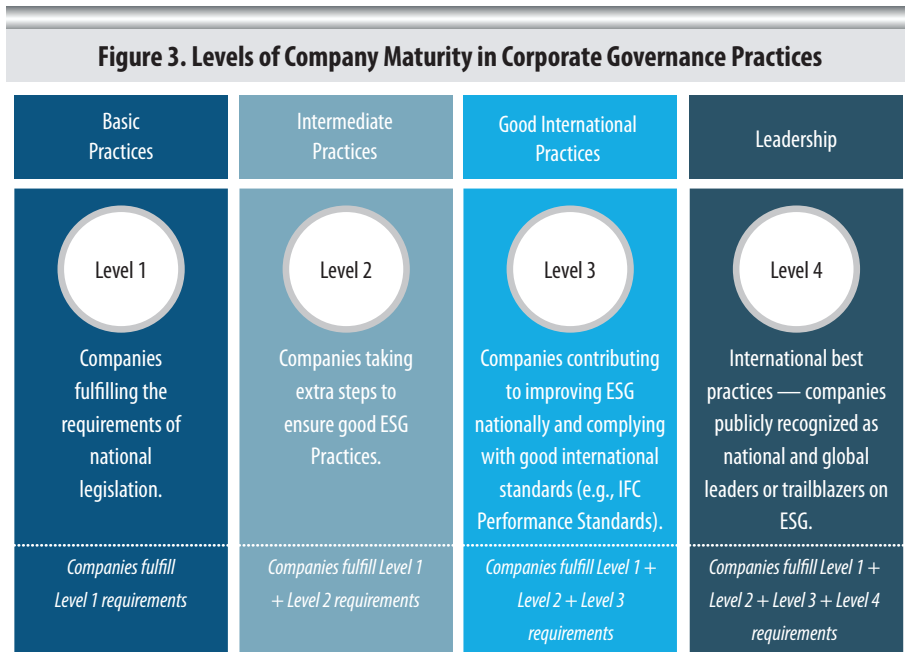 Figure 3. Levels of Company Maturity in Corporate Governance Practices
Basic
Practices
Level 1
Companies
fulfilling the
requirements of
national
legislation.
Companies fulfill
Level 1 requirements
Intermediate
Practices
Level 2
Companies taking
extra steps to
ensure good ESG
Practices.
Companies fulfill Level 1
+ Level 2 requirements
Good International
Practices
Level 3
Companies contributing
to improving ESG
nationally and complying
with good international
standards (e.g., IFC
Performance Standards).
Companies fulfill Level 1 +
Level 2 + Level 3
requirements
Leadership
Level 4
International best
practices — companies
publicly recognized as
national and global
leaders or trailblazers on
ESG.
Companies fulfill Level 1 +
Level 2 + Level 3 + Level 4
requirements